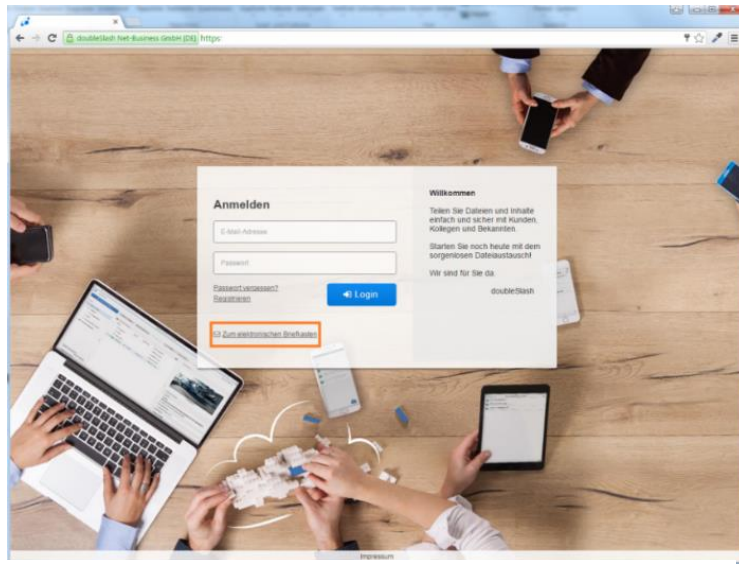 doubleSlash Net-Business GmbH [DE] https:
Anmelden
E-Mail-Adresse
Passwort
Passwort vergessen?
Registrieren
Login
Zum elektronischen Briefkasten
Willkommen
Teilen Sie Dateien und Inhalte
einfach und sicher mit Kunden,
Kollegen und Bekannten.
Starten Sie noch heute mit dem
sorgenlosen Dateiaustausch!
Wir sind für Sie da.
doubleSlash
Impressum